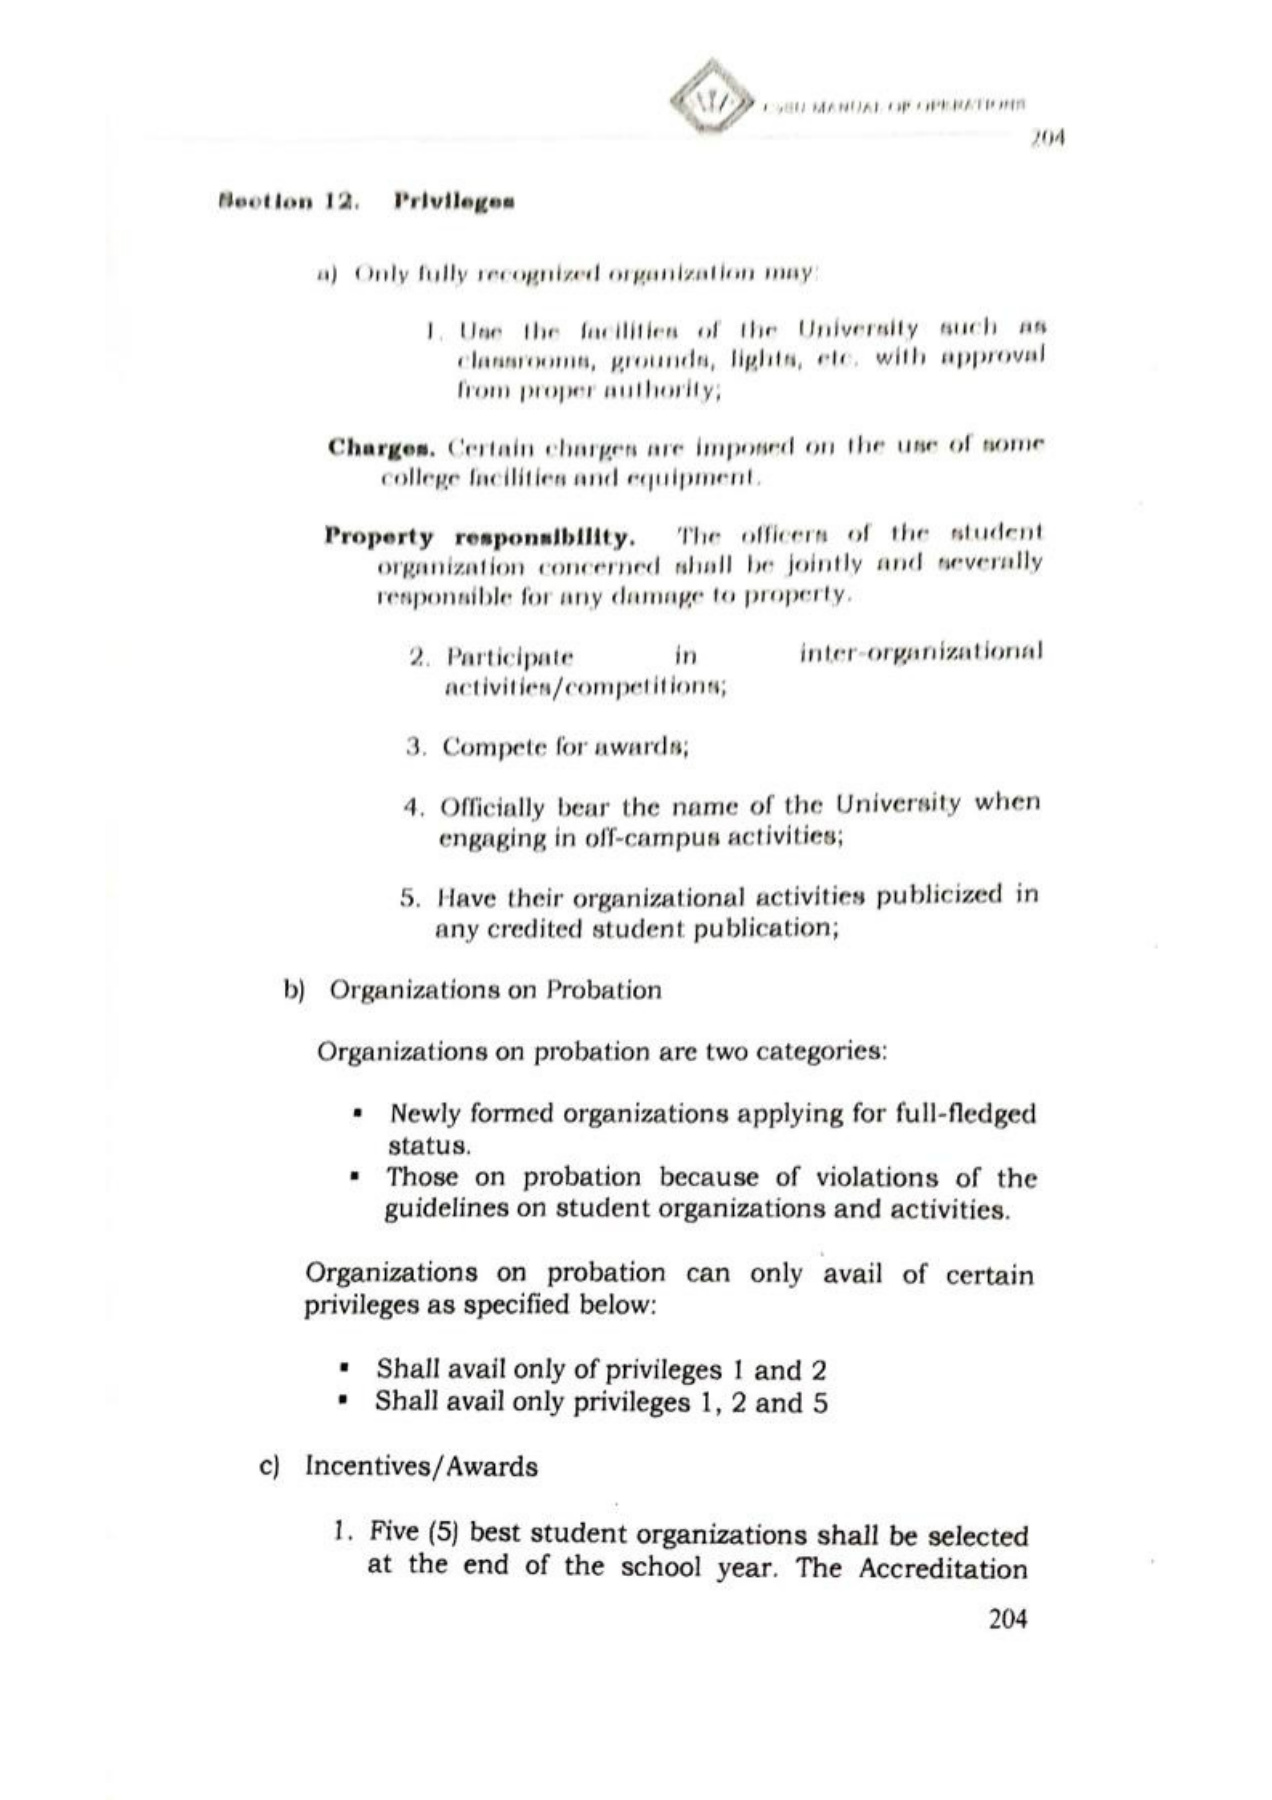 MANUAL OF OPERATIONS
204
Section 12. Privileges
a) Only fully recognized organization may:
1. Use the facilities of the University such as
classrooms, grounds, lights, etc. with approval
from proper authority;
Charges. Certain charges are imposed on the use of some
college facilities and equipment.
Property responsibility. The officers of the student
organization concerned shall be jointly and severally
responsible for any damage to property.
2. Participate in inter-organizational
activities/competitions;
3. Compete for awards;
4. Officially bear the name of the University when
engaging in off-campus activities;
5. Have their organizational activities publicized in
any credited student publication;
b) Organizations on Probation
Organizations on probation are two categories:
▪ Newly formed organizations applying for full-fledged
status.
▪ Those on probation because of violations of the
guidelines on student organizations and activities.
Organizations on probation can only avail of certain
privileges as specified below:
▪ Shall avail only of privileges 1 and 2
▪ Shall avail only privileges 1, 2 and 5
c) Incentives/Awards
1. Five (5) best student organizations shall be selected
at the end of the school year. The Accreditation
204